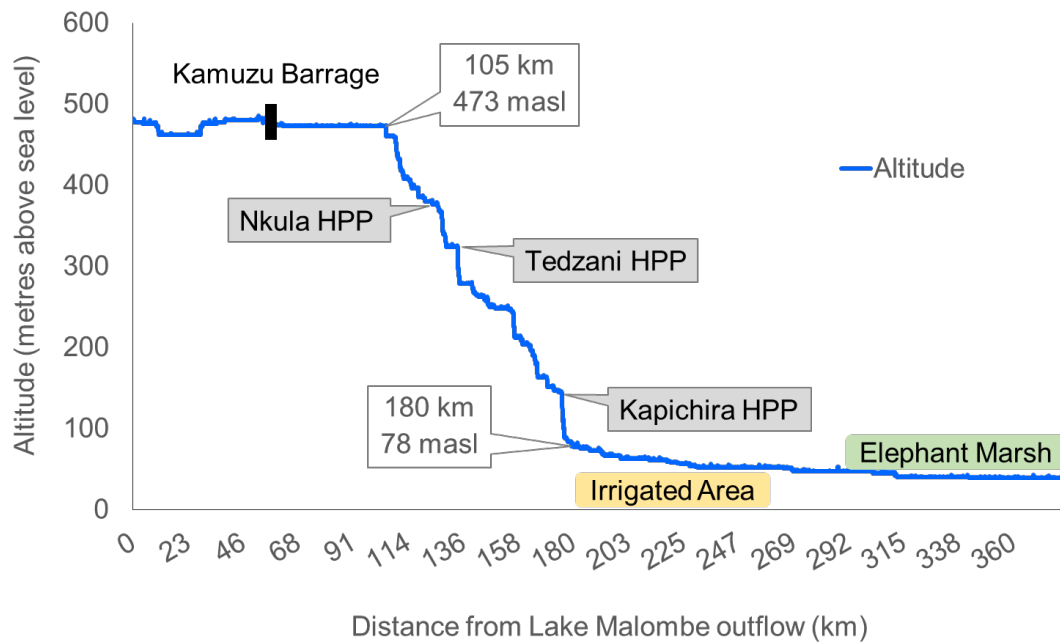 600
500
400
300
200
100
0
Altitude (metres above sea level)
Kamuzu Barrage
105 km
473 masl
Altitude
Nkula HPP
Tedzani HPP
Kapichira HPP
180 km
78 masl
Elephant Marsh
Irrigated Area
0
23
46
68
91
114
136
158
180
203
225
247
269
292
315
338
360
Distance from Lake Malombe outflow (km)